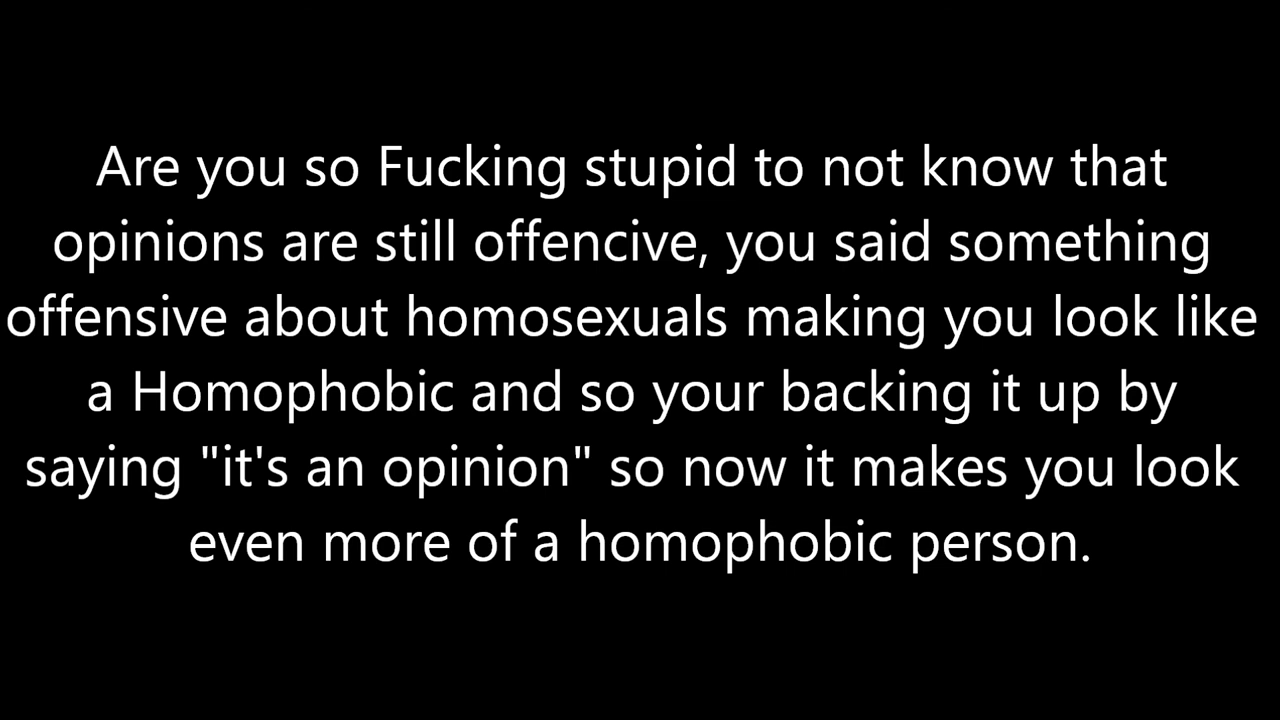 Are you so Fucking stupid to not know that
opinions are still offencive, you said something
offensive about homosexuals making you look like
a Homophobic and so your backing it up by
saying "it's an opinion" so now it makes you look
even more of a homophobic person.